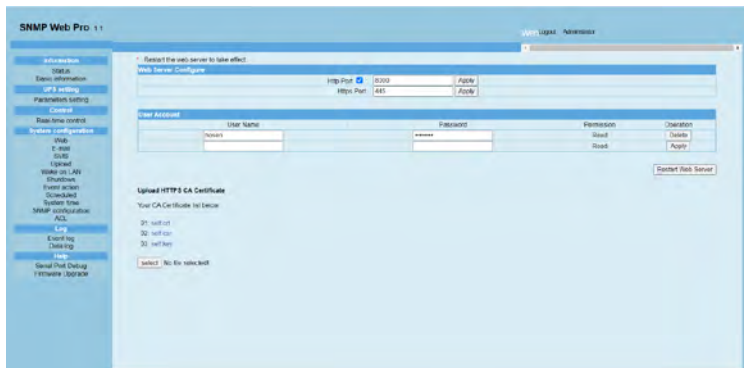 SNMP Web Pro 1.1
Logout Administrator
Information
Status
Basic information
UPS setting
Parameters setting
Control
Real-time control
System configuration
Web
E-mail
SMS
Upload
Wake on LAN
Shutdown
Event action
Scheduled
System time
SNMP configuration
ACL
Log
Event log
Data log
Help
Serial Port Debug
Firmware Upgrade
* Restart the web server to take effect
Web Server Configure
Http Port 8000 Apply
Https Port 445 Apply
User Account
User Name Password Permission Operation
•••••••• Read Delete
Read Apply
Restart Web Server
Upload HTTPS CA Certificate
Your CA Certificate list below
01: self.crt
02: self.csr
03: self.key
select No file selected!